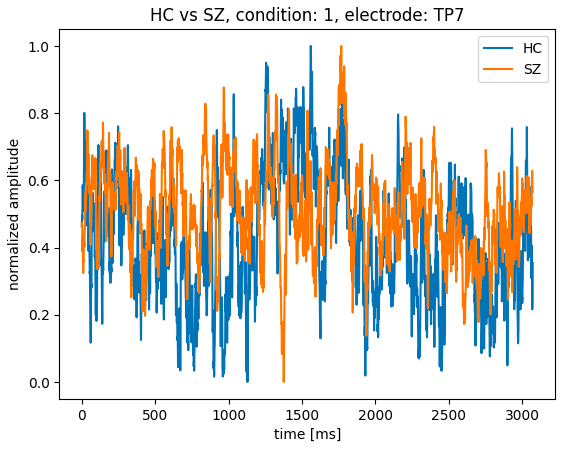 HC vs SZ, condition: 1, electrode: TP7
HC
SZ
normalized amplitude
1.0
0.8
0.6
0.4
0.2
0.0
0
500
1000
1500
2000
2500
3000
time [ms]